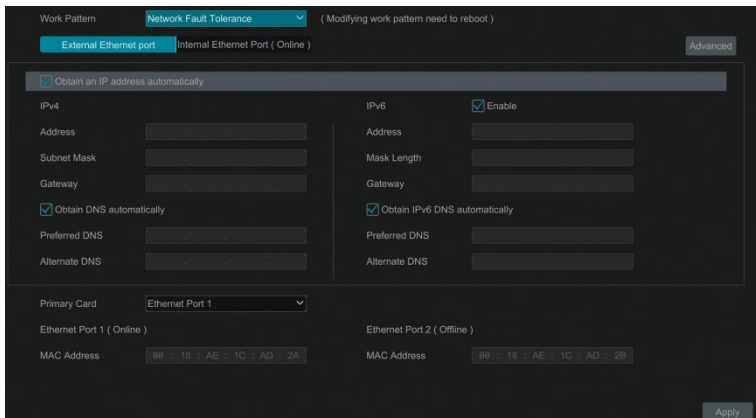 Work Pattern Network Fault Tolerance ( Modifying work pattern need to reboot )
External Ethernet port Internal Ethernet Port ( Online ) Advanced
Obtain an IP address automatically
IPv4 IPv6 Enable
Address . . . Address
Subnet Mask . . . Mask Length
Gateway . . . Gateway
Obtain DNS automatically Obtain IPv6 DNS automatically
Preferred DNS . . . Preferred DNS
Alternate DNS . . . Alternate DNS
Primary Card Ethernet Port 1
Ethernet Port 1 ( Online ) Ethernet Port 2 ( Offline )
MAC Address 00 : 18 : AE : 1C : AD : 2A MAC Address 00 : 18 : AE : 1C : AD : 2B
Apply